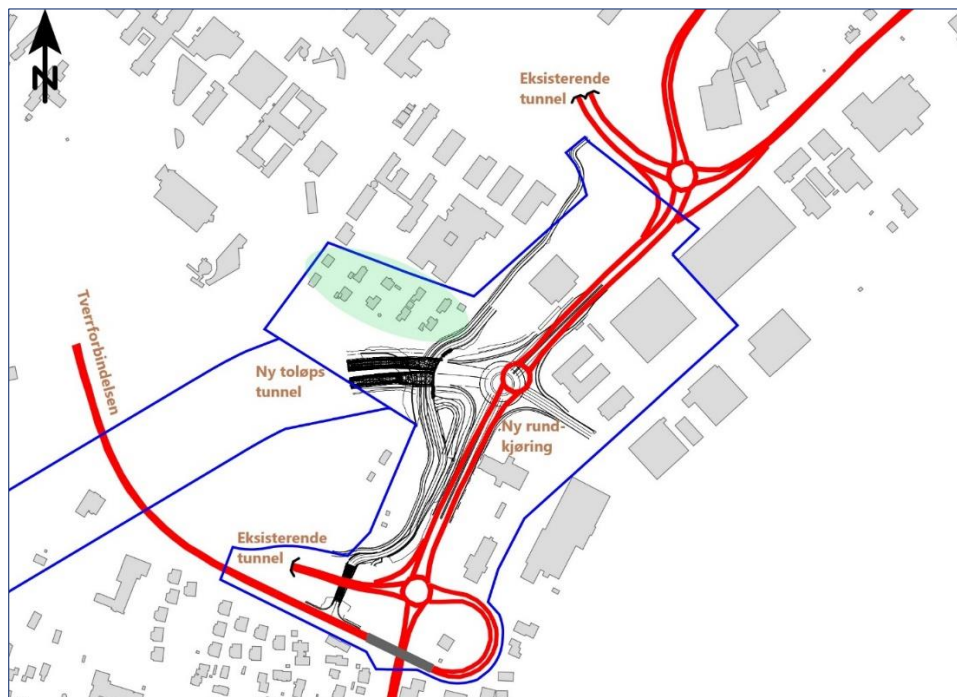 N
Eksisterende
tunnel
Tverrforbindelsen
Ny toløps
tunnel
Ny rund-
kjøring
Eksisterende
tunnel